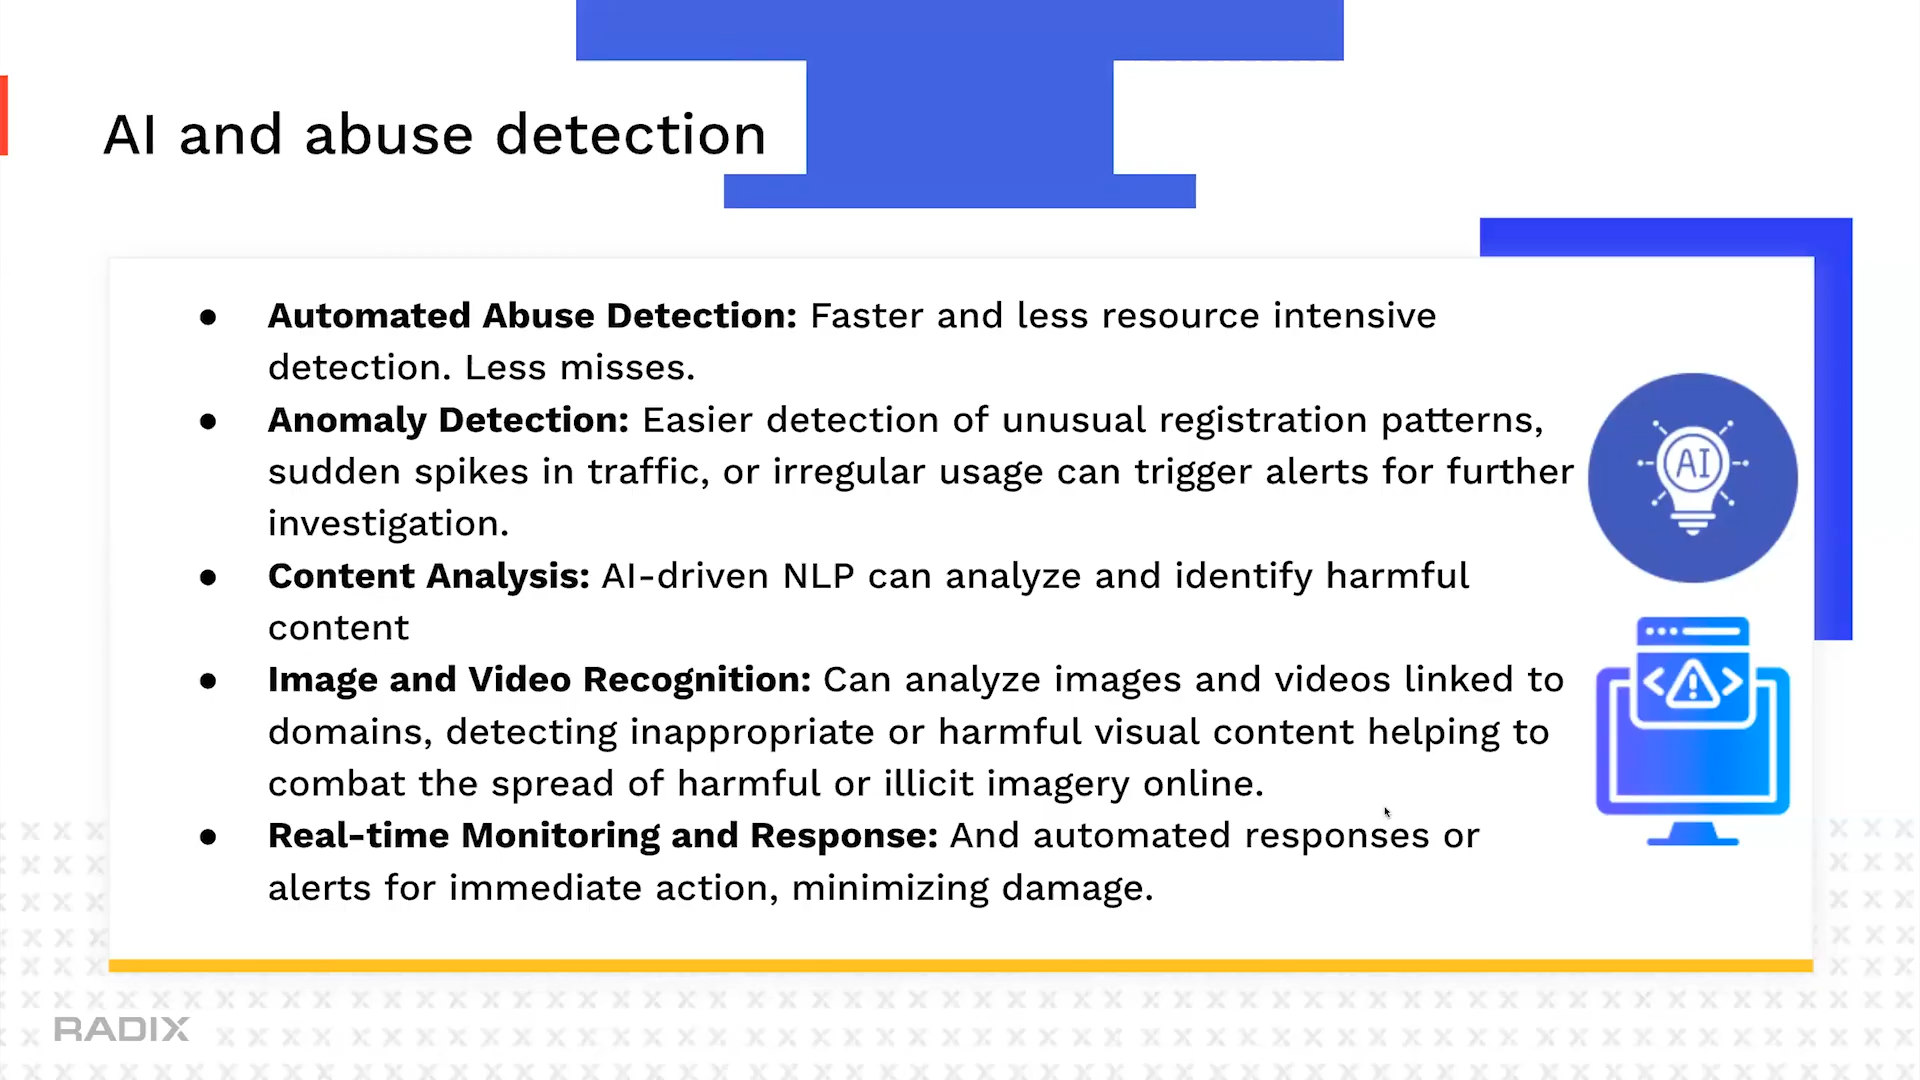 AI and abuse detection
● Automated Abuse Detection: Faster and less resource intensive
detection. Less misses.
● Anomaly Detection: Easier detection of unusual registration patterns,
sudden spikes in traffic, or irregular usage can trigger alerts for further
investigation.
● Content Analysis: AI-driven NLP can analyze and identify harmful
content
● Image and Video Recognition: Can analyze images and videos linked to
domains, detecting inappropriate or harmful visual content helping to
combat the spread of harmful or illicit imagery online.
● Real-time Monitoring and Response: And automated responses or
alerts for immediate action, minimizing damage.
AI
RADIX